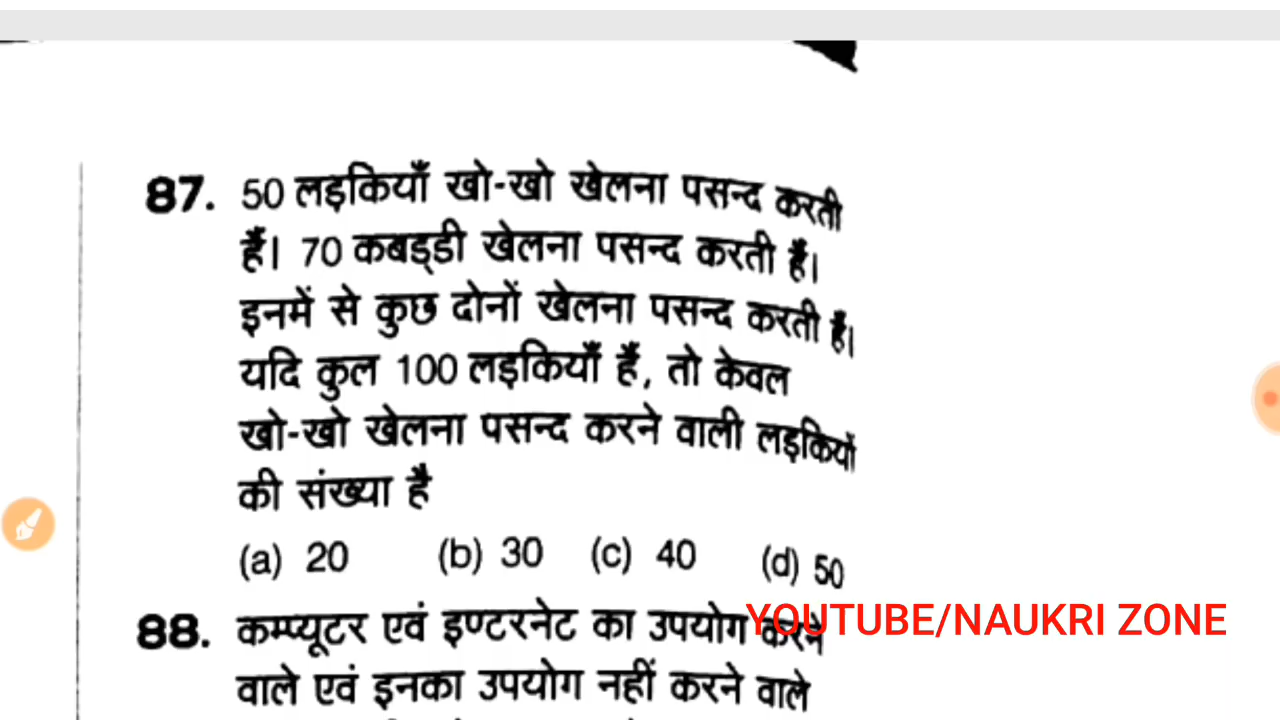 87. 50 लड़कियाँ खो-खो खेलना पसन्द करती
हैं। 70 कबड्डी खेलना पसन्द करती हैं।
इनमें से कुछ दोनों खेलना पसन्द करती हैं।
यदि कुल 100 लड़कियाँ हैं, तो केवल
खो-खो खेलना पसन्द करने वाली लड़कियों
की संख्या है
(a) 20 (b) 30 (c) 40 (d) 50
YOUTUBE/NAUKRI ZONE
88. कम्प्यूटर एवं इण्टरनेट का उपयोग करने
वाले एवं इनका उपयोग नहीं करने वाले